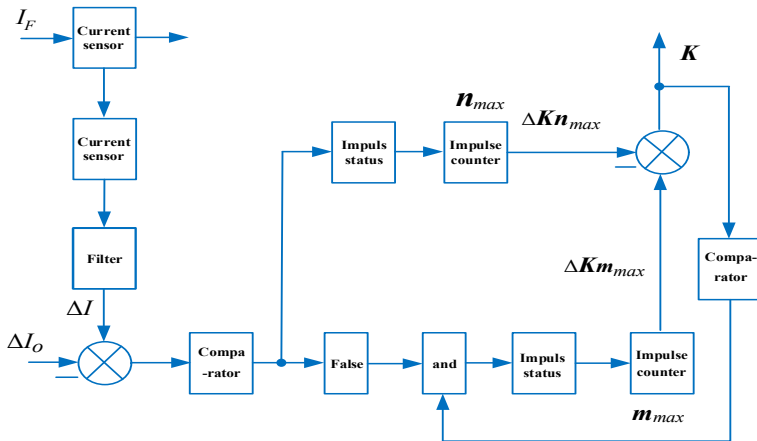 I_F
Current
sensor
K
n_max
Impuls
status
Impulse
counter
ΔKn_max
Current
sensor
Filter
Compa-
rator
ΔKm_max
ΔI
ΔI_O
Compa
-rator
False
and
Impuls
status
Impulse
counter
m_max